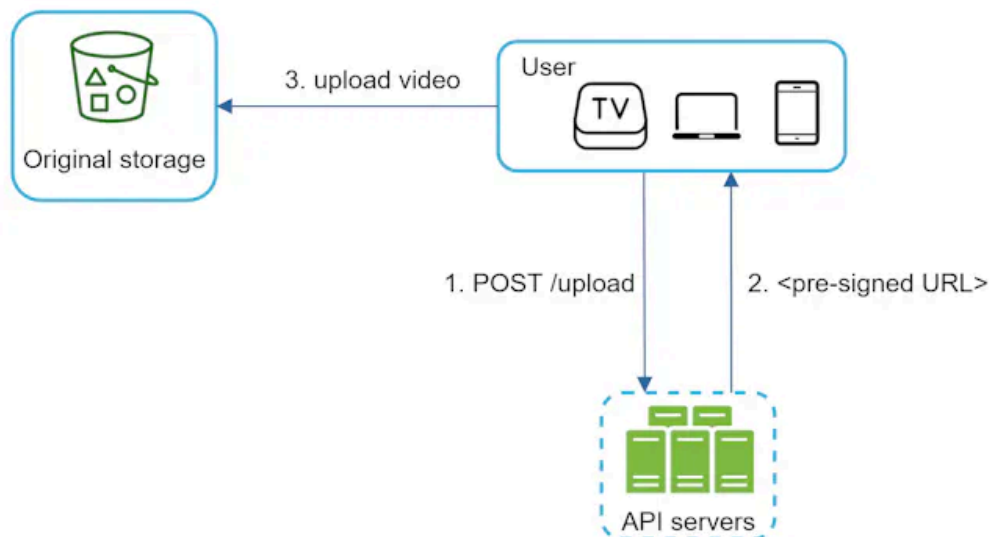 3. upload video
User
TV
Original storage
1. POST /upload
2. <pre-signed URL>
API servers